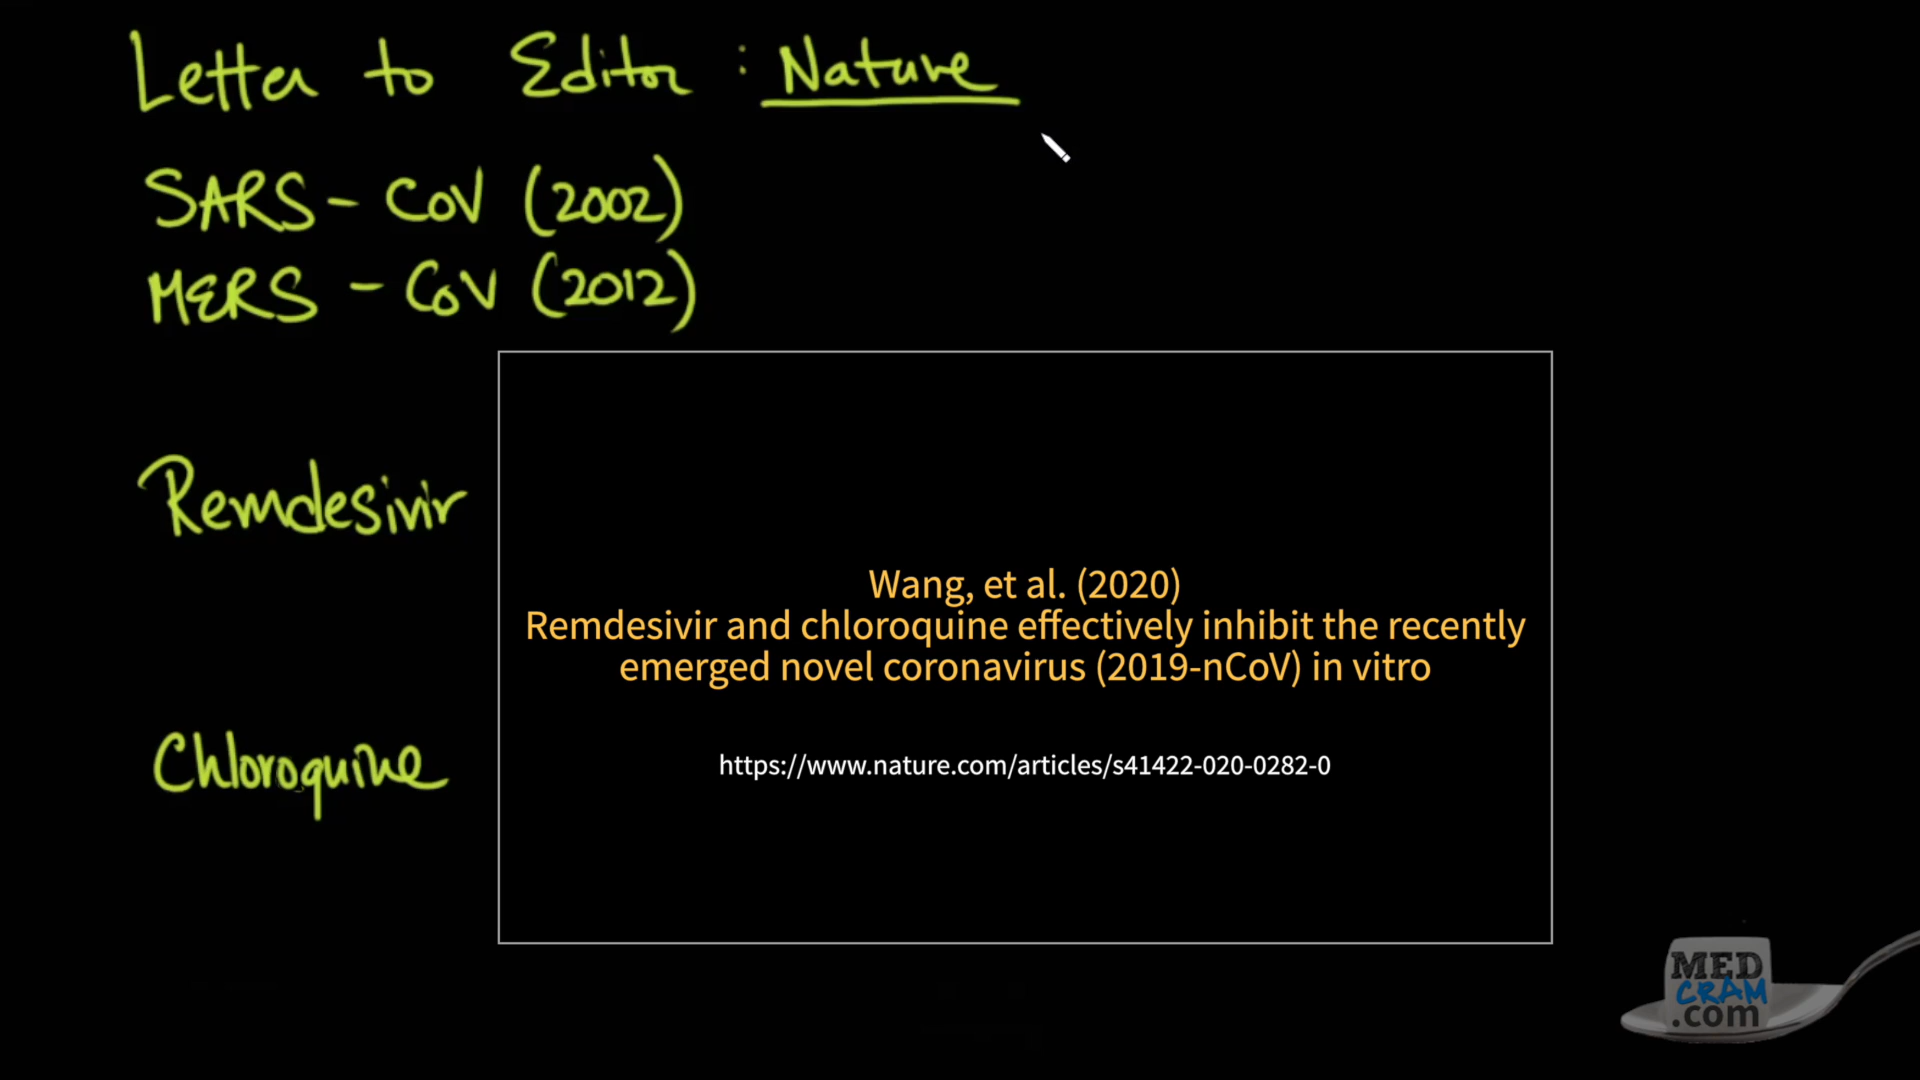 Letter to Editor : Nature
SARS - CoV (2002)
MERS - CoV (2012)
Remdesivir
Wang, et al. (2020)
Remdesivir and chloroquine effectively inhibit the recently
emerged novel coronavirus (2019-nCoV) in vitro
Chloroquine
https://www.nature.com/articles/s41422-020-0282-0
MED
CRAM
.com